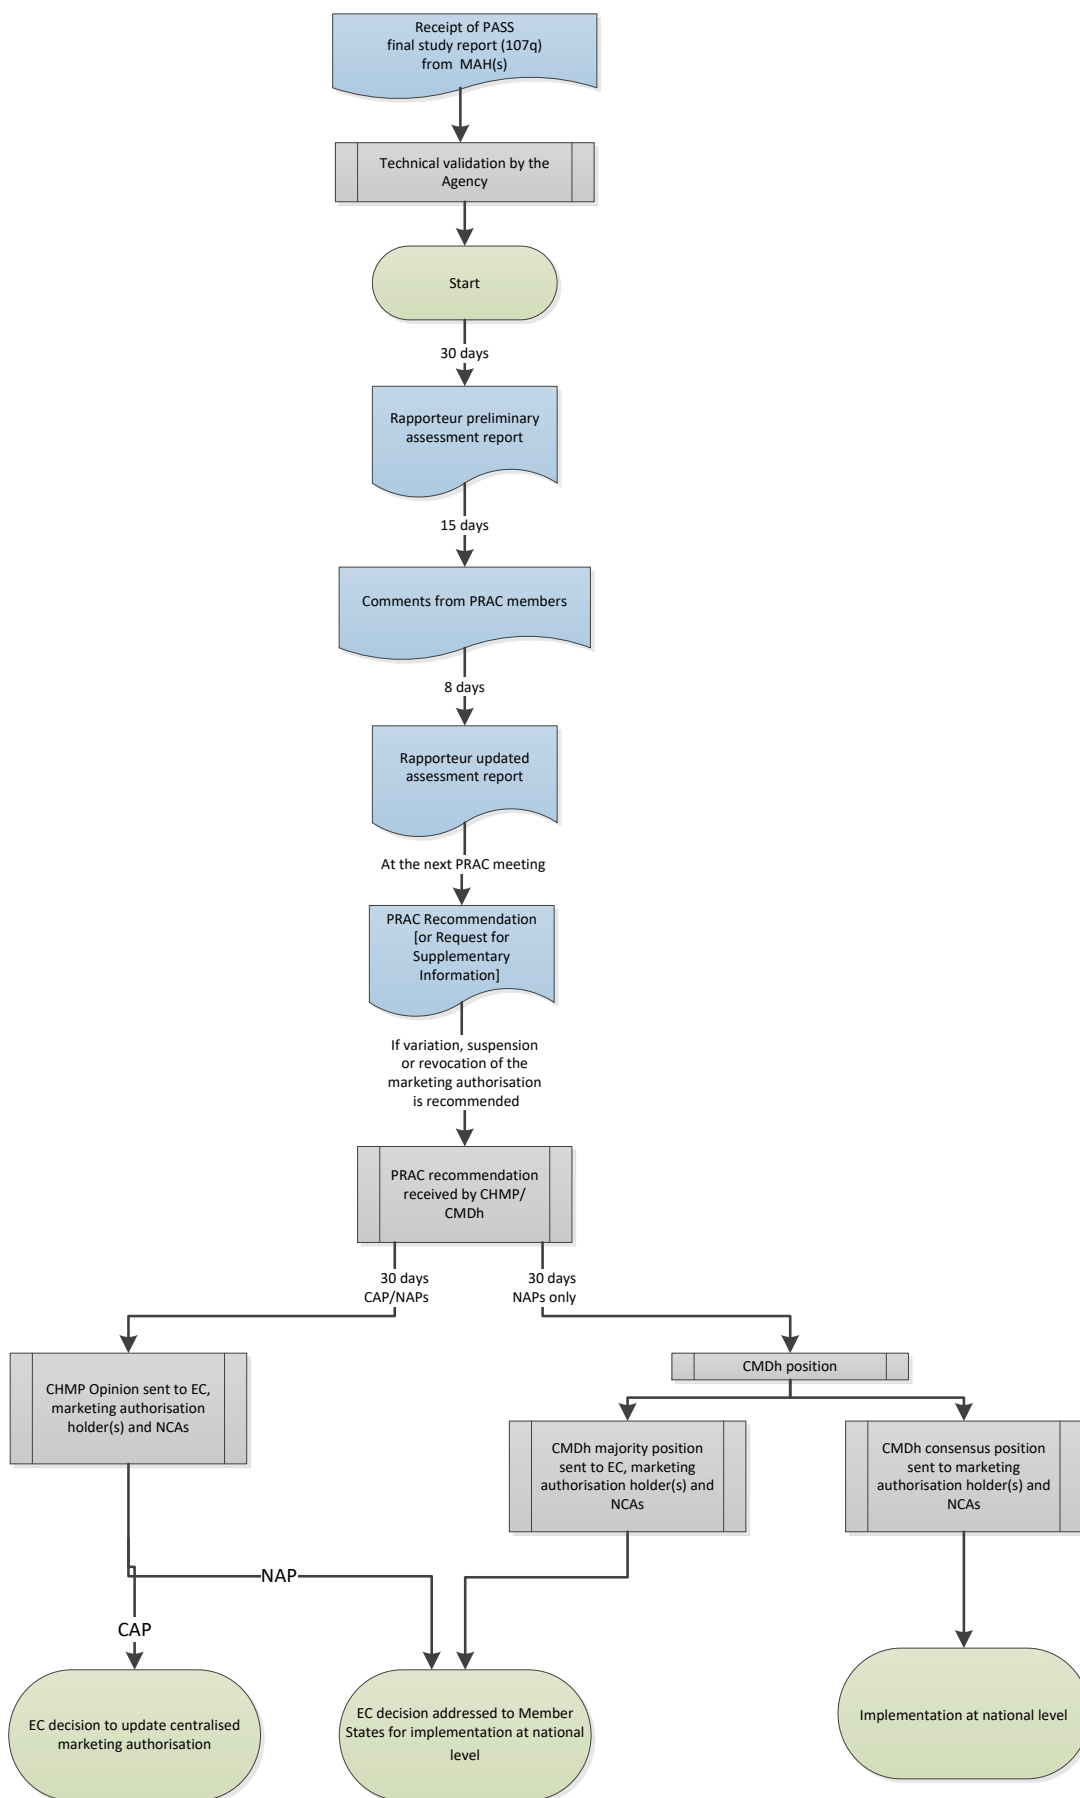 Receipt of PASS
final study report (107q)
from MAH(s)
Technical validation by the
Agency
Start
30 days
Rapporteur preliminary
assessment report
15 days
Comments from PRAC members
8 days
Rapporteur updated
assessment report
At the next PRAC meeting
PRAC Recommendation
[or Request for
Supplementary
Information]
If variation, suspension
or revocation of the
marketing authorisation
is recommended
PRAC recommendation
received by CHMP/
CMDh
30 days
CAP/NAPs
30 days
NAPs only
CHMP Opinion sent to EC,
marketing authorisation
holder(s) and NCAs
CMDh position
CMDh majority position
sent to EC, marketing
authorisation holder(s) and
NCAs
CMDh consensus position
sent to marketing
authorisation holder(s) and
NCAs
NAP
CAP
EC decision to update centralised
marketing authorisation
EC decision addressed to Member
States for implementation at national
level
Implementation at national level